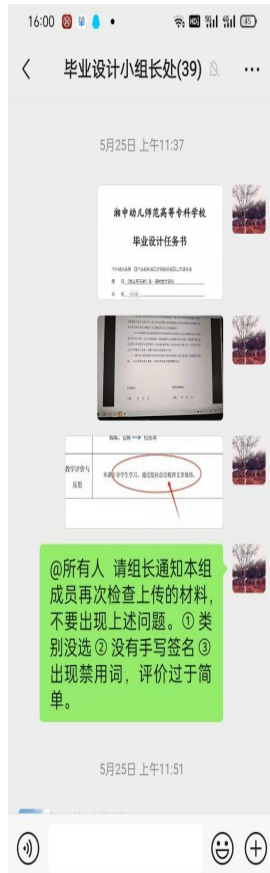 16:00
45
毕业设计小组长处(39)
5月25日 上午11:37
湘中幼儿师范高等专科学校
毕业设计任务书
教学评价与
反思
@所有人 请组长通知本组
成员再次检查上传的材料，
不要出现上述问题。① 类
别没选 ② 没有手写签名 ③
出现禁用词，评价过于简
单。
5月25日 上午11:51